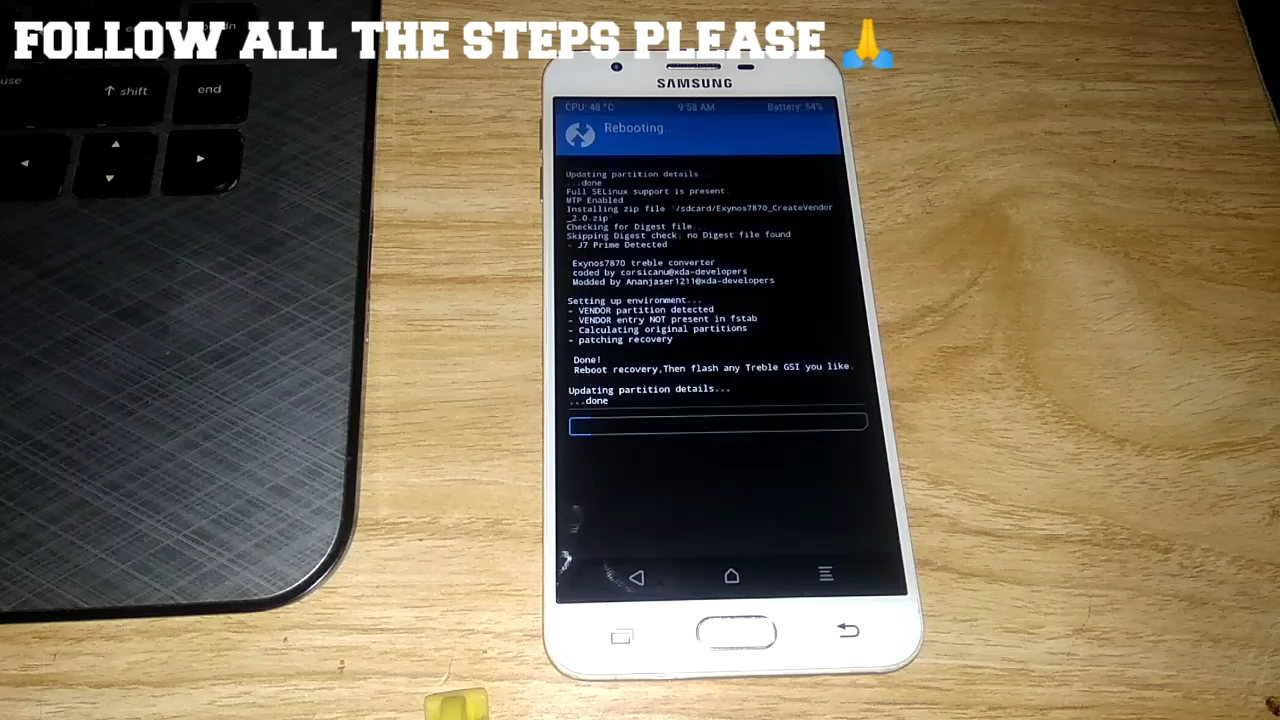 FOLLOW ALL THE STEPS PLEASE 🙏
↑ shift
end
SAMSUNG
CPU: 48 °C 9:58 AM Battery: 54%
Rebooting..
Updating partition details...
...done
Full SELinux support is present.
MTP Enabled
Installing zip file '/sdcard/Exynos7870_CreateVendor
_2.0.zip'
Checking for Digest file...
Skipping Digest check: no Digest file found
- J7 Prime Detected
Exynos7870 treble converter
coded by corsicanu@xda-developers
Modded by Ananjaser1211@xda-developers
Setting up environment...
- VENDOR partition detected
- VENDOR entry NOT present in fstab
- Calculating original partitions
- patching recovery
Done!
Reboot recovery,Then flash any Treble GSI you like.
Updating partition details...
...done